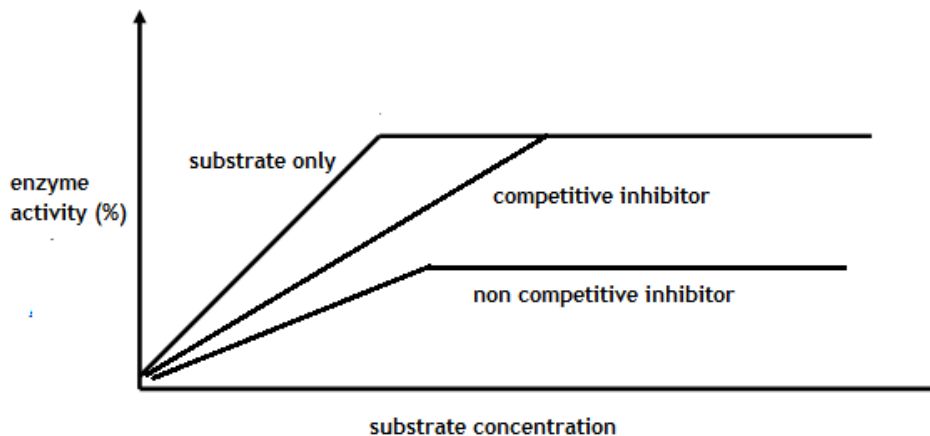 substrate only
enzyme
activity (%)
competitive inhibitor
non competitive inhibitor
substrate concentration